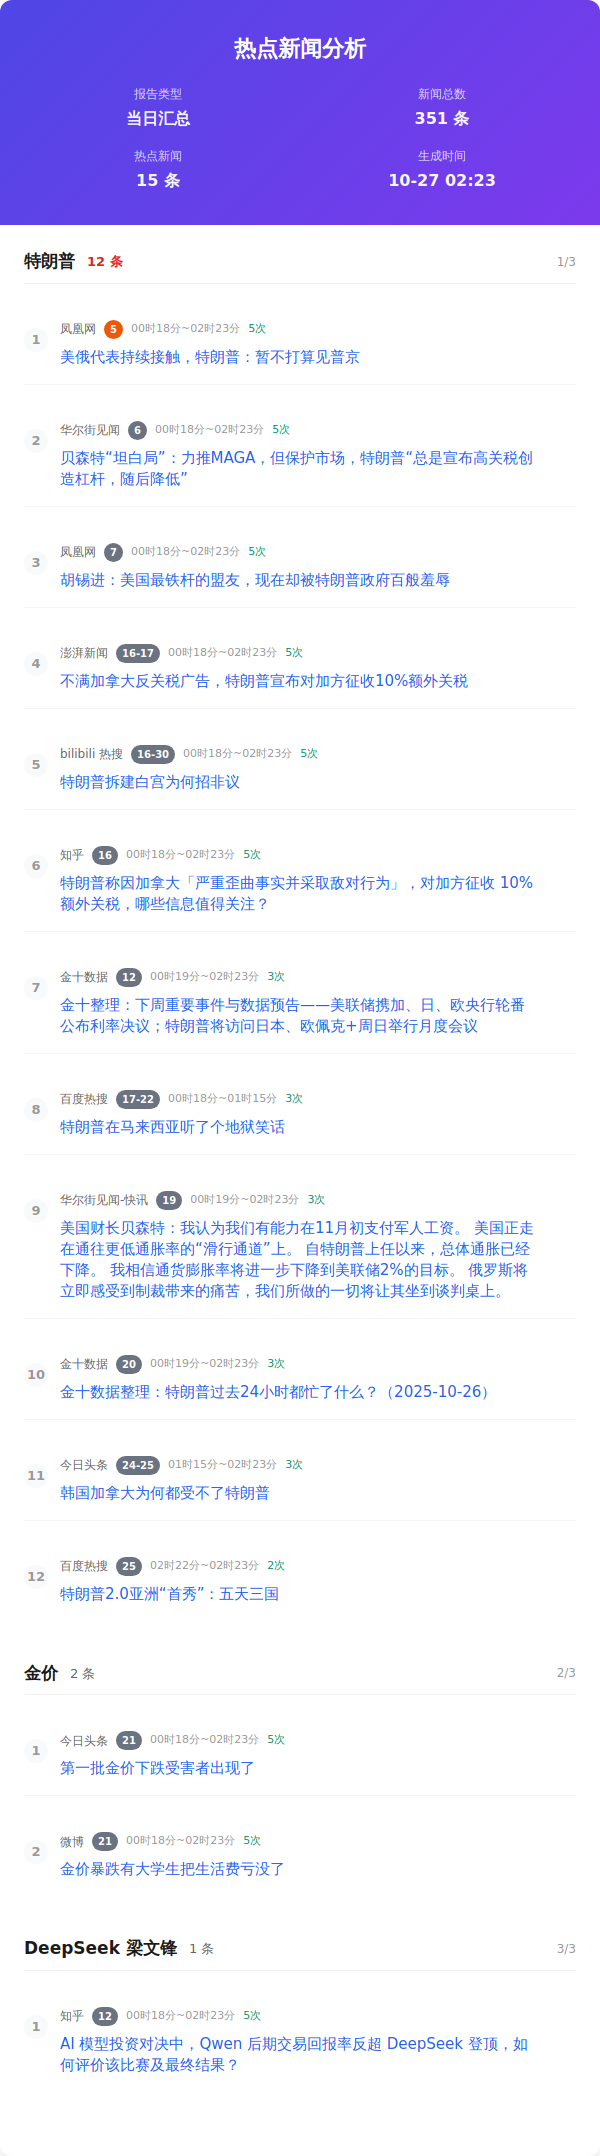 热点新闻分析
报告类型
新闻总数
当日汇总
351 条
热点新闻
生成时间
15 条
10-27 02:23
特朗普 12 条 1/3
1 凤凰网 5 00时18分~02时23分 5次
美俄代表持续接触，特朗普：暂不打算见普京
2 华尔街见闻 6 00时18分~02时23分 5次
贝森特“坦白局”：力推MAGA，但保护市场，特朗普“总是宣布高关税创
造杠杆，随后降低”
3 凤凰网 7 00时18分~02时23分 5次
胡锡进：美国最铁杆的盟友，现在却被特朗普政府百般羞辱
4 澎湃新闻 16-17 00时18分~02时23分 5次
不满加拿大反关税广告，特朗普宣布对加方征收10%额外关税
5 bilibili 热搜 16-30 00时18分~02时23分 5次
特朗普拆建白宫为何招非议
6 知乎 16 00时18分~02时23分 5次
特朗普称因加拿大「严重歪曲事实并采取敌对行为」，对加方征收 10%
额外关税，哪些信息值得关注？
7 金十数据 12 00时19分~02时23分 3次
金十整理：下周重要事件与数据预告——美联储携加、日、欧央行轮番
公布利率决议；特朗普将访问日本、欧佩克+周日举行月度会议
8 百度热搜 17-22 00时18分~01时15分 3次
特朗普在马来西亚听了个地狱笑话
9 华尔街见闻-快讯 19 00时19分~02时23分 3次
美国财长贝森特：我认为我们有能力在11月初支付军人工资。 美国正走
在通往更低通胀率的“滑行通道”上。 自特朗普上任以来，总体通胀已经
下降。 我相信通货膨胀率将进一步下降到美联储2%的目标。 俄罗斯将
立即感受到制裁带来的痛苦，我们所做的一切将让其坐到谈判桌上。
10 金十数据 20 00时19分~02时23分 3次
金十数据整理：特朗普过去24小时都忙了什么？（2025-10-26）
11 今日头条 24-25 01时15分~02时23分 3次
韩国加拿大为何都受不了特朗普
12 百度热搜 25 02时22分~02时23分 2次
特朗普2.0亚洲“首秀”：五天三国
金价 2 条 2/3
1 今日头条 21 00时18分~02时23分 5次
第一批金价下跌受害者出现了
2 微博 21 00时18分~02时23分 5次
金价暴跌有大学生把生活费亏没了
DeepSeek 梁文锋 1 条 3/3
1 知乎 12 00时18分~02时23分 5次
AI 模型投资对决中，Qwen 后期交易回报率反超 DeepSeek 登顶，如
何评价该比赛及最终结果？